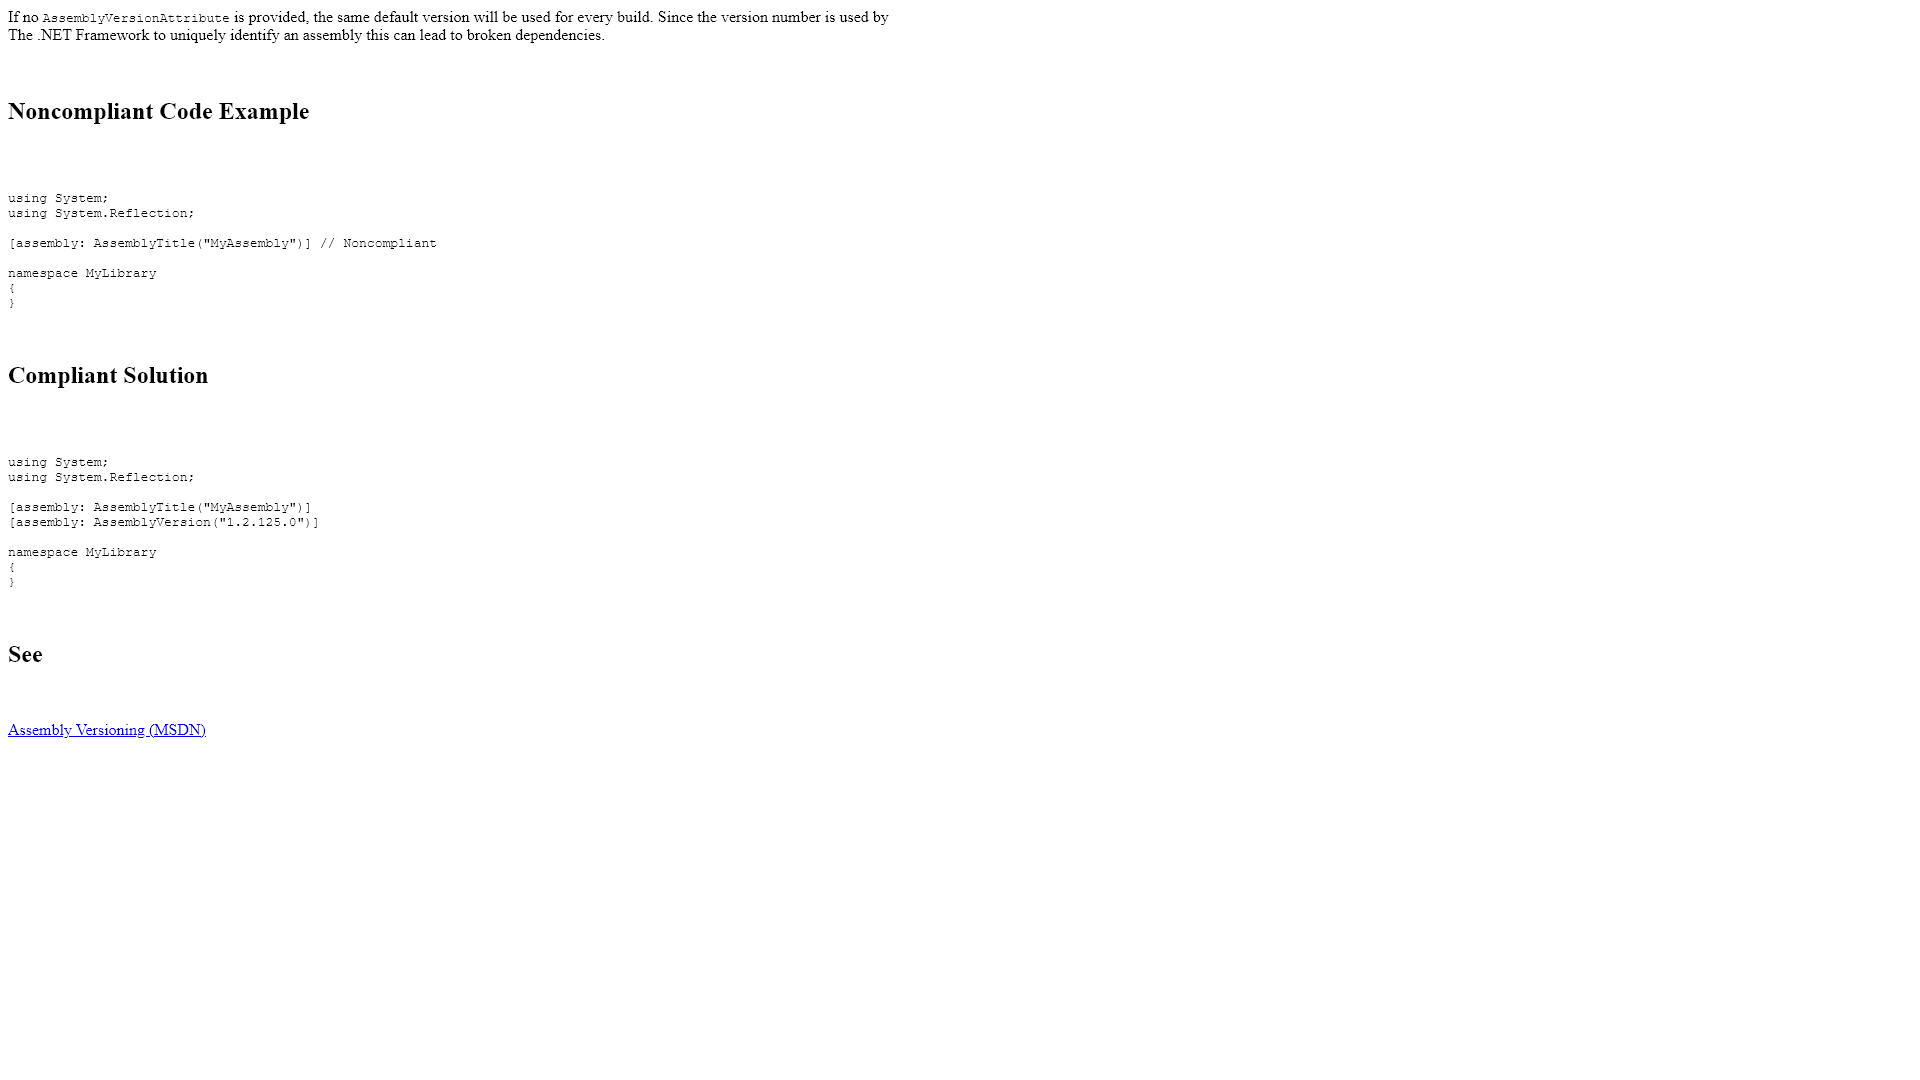 If no AssemblyVersionAttribute is provided, the same default version will be used for every build. Since the version number is used by
The .NET Framework to uniquely identify an assembly this can lead to broken dependencies.
Noncompliant Code Example
using System;
using System.Reflection;
[assembly: AssemblyTitle("MyAssembly")] // Noncompliant
namespace MyLibrary
{
}
Compliant Solution
using System;
using System.Reflection;
[assembly: AssemblyTitle("MyAssembly")]
[assembly: AssemblyVersion("1.2.125.0")]
namespace MyLibrary
{
}
See
Assembly Versioning (MSDN)